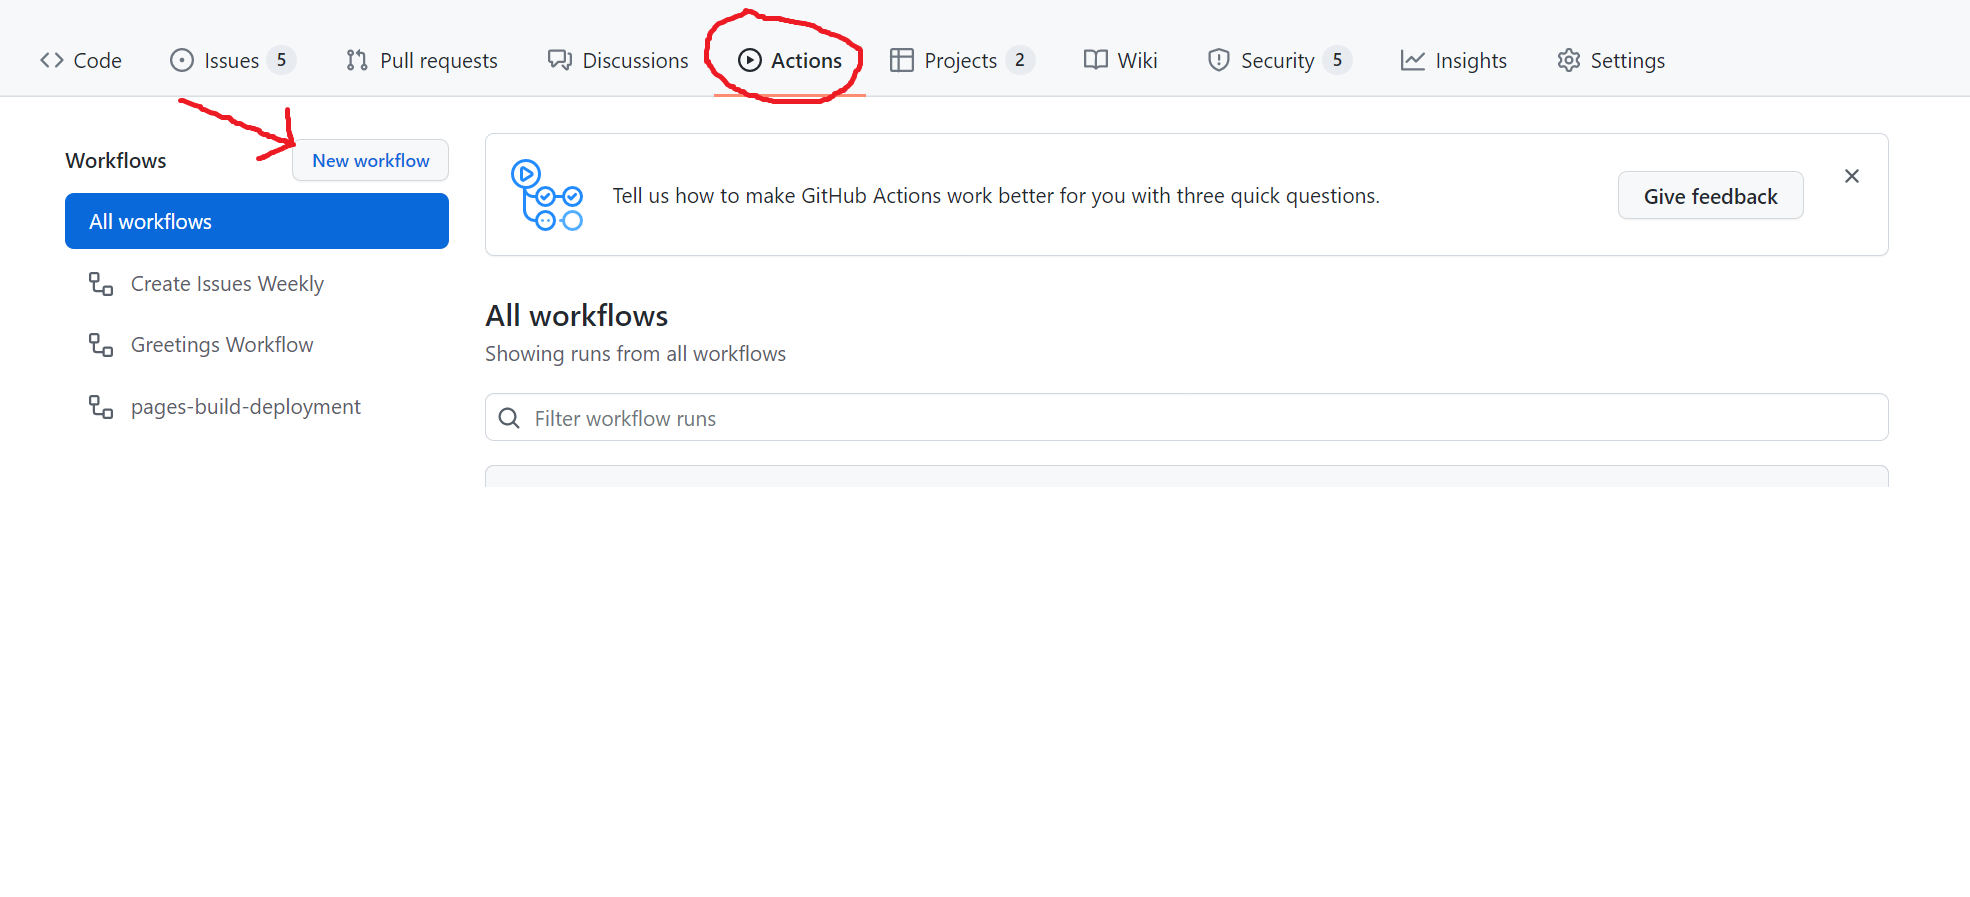 Code Issues 5 Pull requests Discussions Actions Projects 2 Wiki Security 5 Insights Settings
Workflows New workflow
All workflows
Create Issues Weekly
Greetings Workflow
pages-build-deployment
Tell us how to make GitHub Actions work better for you with three quick questions. Give feedback
All workflows
Showing runs from all workflows
Filter workflow runs